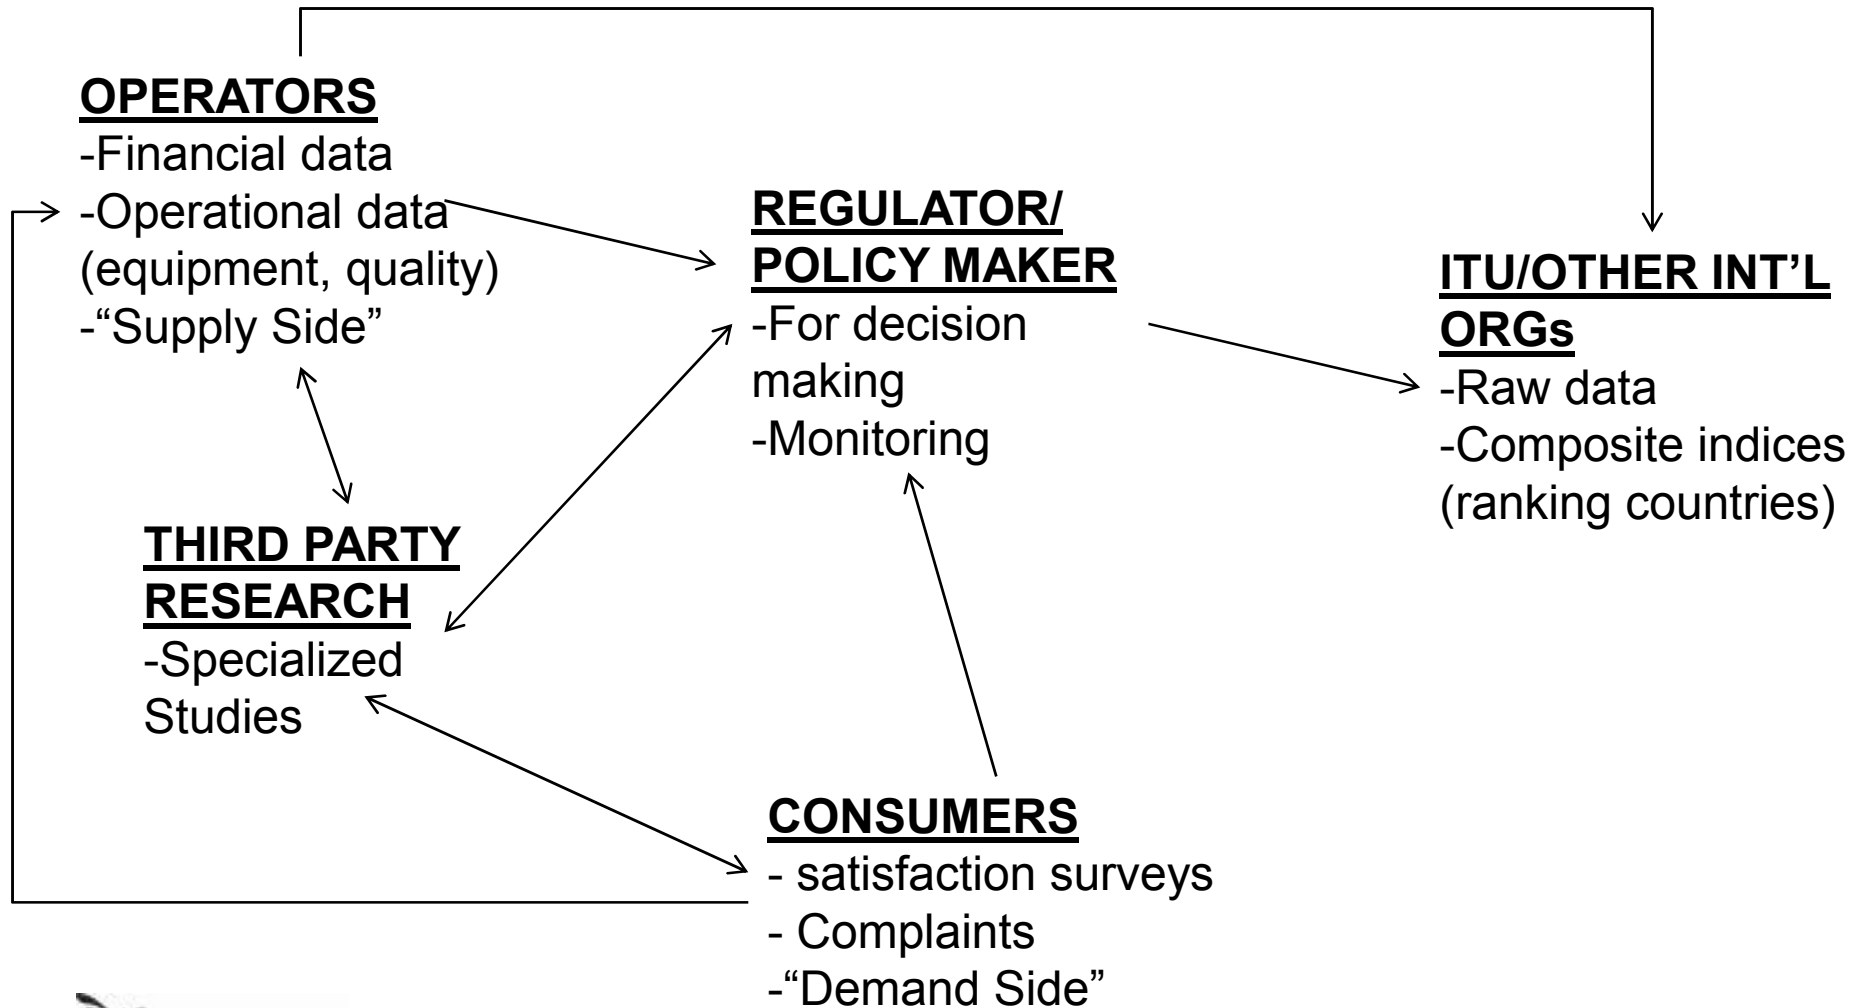 OPERATORS
-Financial data
-Operational data
(equipment, quality)
-“Supply Side”
REGULATOR/
POLICY MAKER
-For decision
making
-Monitoring
ITU/OTHER INT’L
ORGs
-Raw data
-Composite indices
(ranking countries)
THIRD PARTY
RESEARCH
-Specialized
Studies
CONSUMERS
- satisfaction surveys
- Complaints
-“Demand Side”